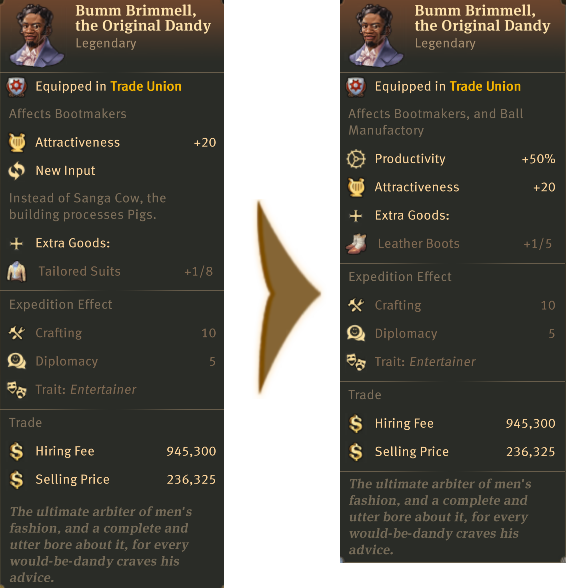 Bumm Brimmell,
the Original Dandy
Legendary
Equipped in Trade Union
Affects Bootmakers
Attractiveness +20
New Input
Instead of Sanga Cow, the
building processes Pigs.
Extra Goods:
Tailored Suits +1/8
Expedition Effect
Crafting 10
Diplomacy 5
Trait: Entertainer
Trade
Hiring Fee 945,300
Selling Price 236,325
The ultimate arbiter of men's
fashion, and a complete and
utter bore about it, for every
would-be-dandy craves his
advice.
Bumm Brimmell,
the Original Dandy
Legendary
Equipped in Trade Union
Affects Bootmakers, and Ball
Manufactory
Productivity +50%
Attractiveness +20
Extra Goods:
Leather Boots +1/5
Expedition Effect
Crafting 10
Diplomacy 5
Trait: Entertainer
Trade
Hiring Fee 945,300
Selling Price 236,325
The ultimate arbiter of men's
fashion, and a complete and
utter bore about it, for every
would-be-dandy craves his
advice.